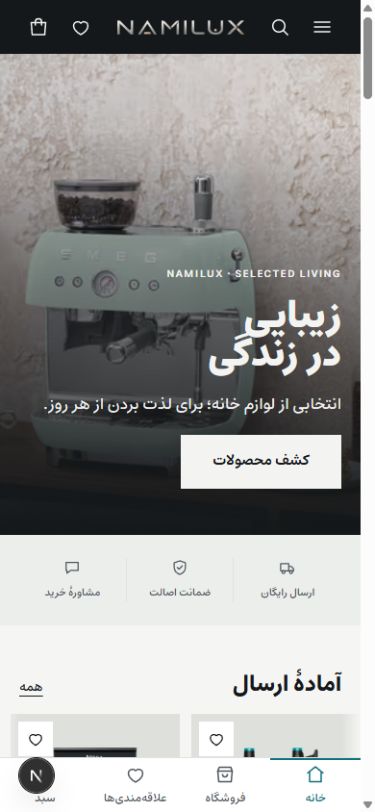 NAMILUX
SMEG
NAMILUX · SELECTED LIVING
زیبایی
در زندگی
انتخابی از لوازم خانه؛ برای لذت بردن از هر روز.
کشف محصولات
ارسال رایگان
ضمانت اصالت
مشاورهٔ خرید
آمادهٔ ارسال
همه
خانه
فروشگاه
علاقه‌مندی‌ها
سبد
N